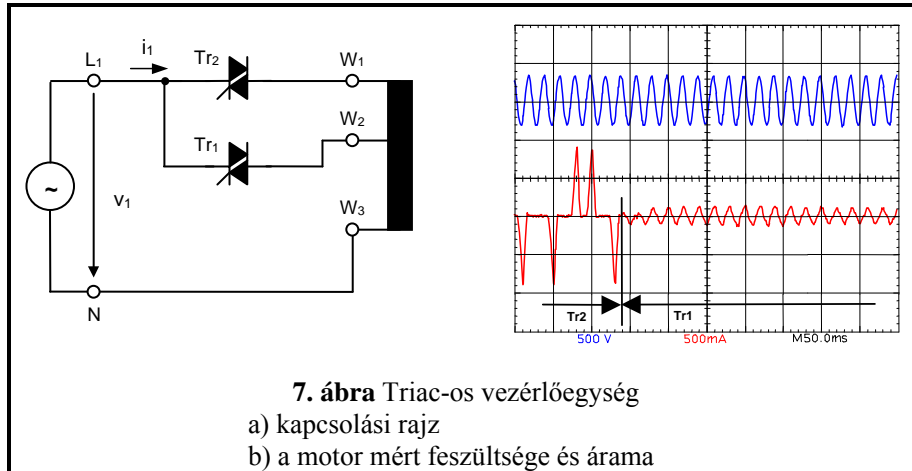 i1
L1
Tr2
W1
W2
Tr1
~
v1
W3
N
Tr2
Tr1
500 V
500mA
M50.0ms
7. ábra Triac-os vezérlőegység
a) kapcsolási rajz
b) a motor mért feszültsége és árama